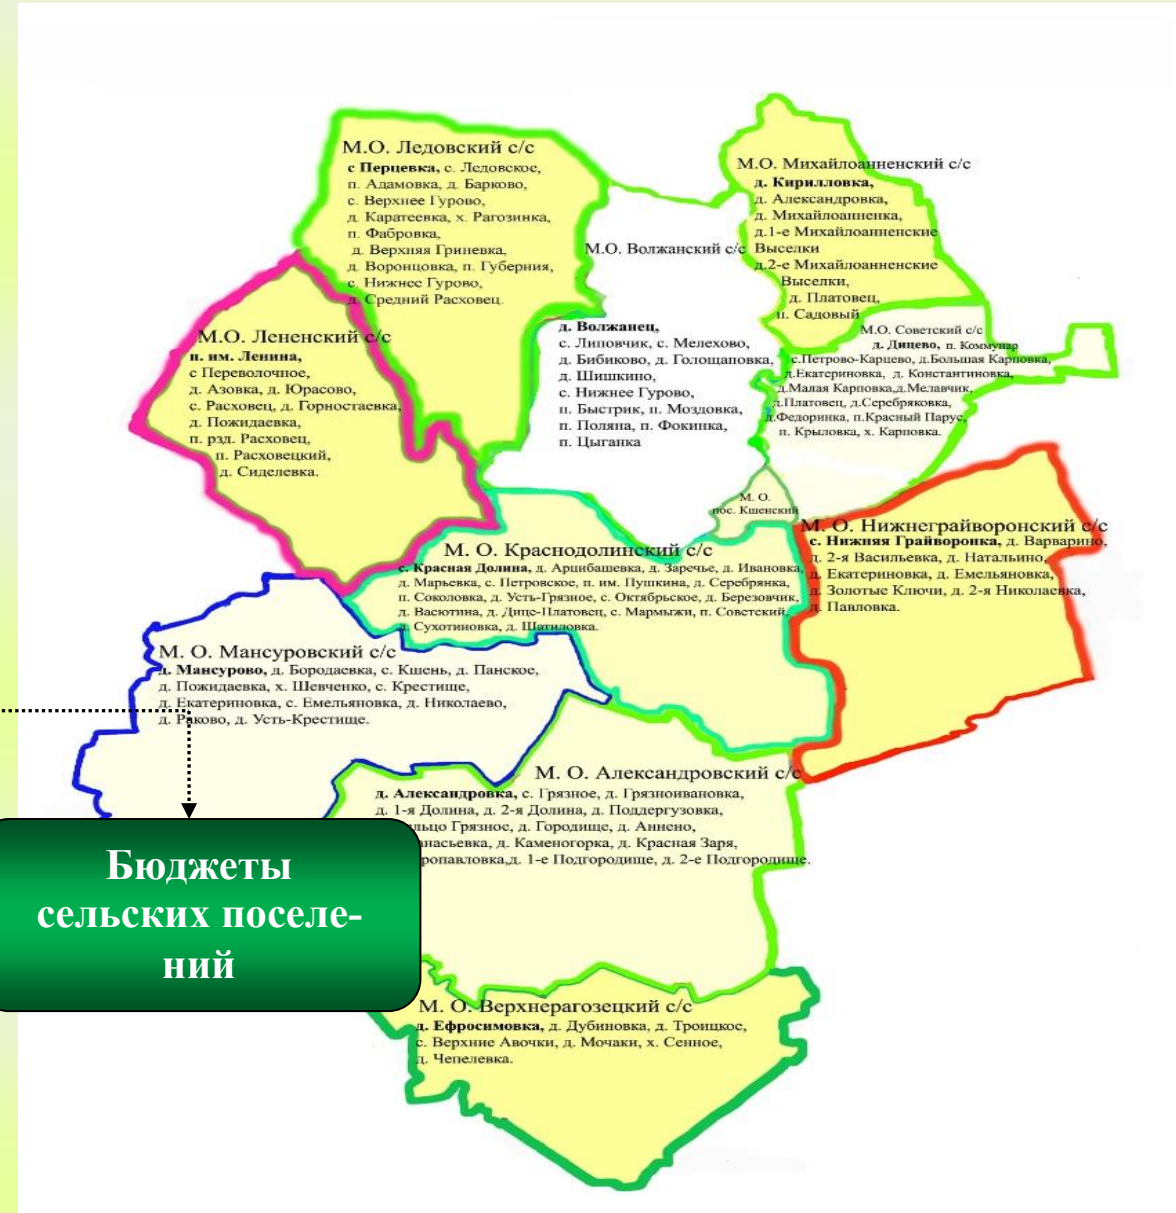 М.О. Ледовский с/с
с Перцевка, с. Ледовское,
п. Адамовка, д. Барково,
с. Верхнее Гурово,
д. Каратеевка, х. Рагозинка,
п. Фабровка,
д. Верхняя Гриневка,
д. Воронцовка, п. Губерния,
с. Нижнее Гурово,
д. Средний Расховец.
М.О. Михайлоанненский с/с
д. Кирилловка,
д. Александровка,
д. Михайлоанненка,
д.1-е Михайлоанненские
Выселки
д.2-е Михайлоанненские
Выселки,
д. Платовец,
п. Садовый
М.О. Волжанский с/с
д. Волжанец,
с. Липовчик, с. Мелехово,
д. Бибиково, д. Голощаповка,
д. Шишкино,
с. Нижнее Гурово,
п. Быстрик, п. Моздовка,
п. Поляна, п. Фокинка,
п. Цыганка
М.О. Лененский с/с
п. им. Ленина,
с Переволочное,
д. Азовка, д. Юрасово,
с. Расховец, д. Горностаевка,
д. Пожидаевка,
п. рзд. Расховец,
п. Расховецкий,
д. Сиделевка.
М.О. Советский с/с
д. Дицево, п. Коммунар
с.Петрово-Карцево, д.Большая Карповка,
д.Екатериновка, д. Константиновка,
д.Малая Карповка,д.Мелавчик,
д.Платовец, д.Серебряковка,
д.Федоринка, п.Красный Парус,
п. Крыловка, х. Карповка.
М. О.
пос. Кшенский
М. О. Нижнеграйворонский с/с
с. Нижняя Грайворонка, д. Варварино,
д. 2-я Васильевка, д. Натальино,
д. Екатериновка, д. Емельяновка,
д. Золотые Ключи, д. 2-я Николаевка,
д. Павловка.
М. О. Краснодолинский с/с
с. Красная Долина, д. Арцибашевка, д. Заречье, д. Ивановка,
д. Марьевка, с. Петровское, п. им. Пушкина, д. Серебрянка,
п. Соколовка, д. Усть-Грязное, с. Октябрьское, д. Березовчик,
д. Васютина, д. Дице-Платовец, с. Мармыжи, п. Советский,
д. Сухотиновка, д. Шатиловка.
М. О. Мансуровский с/с
д. Мансурово, д. Бородаевка, с. Кшень, д. Панское,
д. Пожидаевка, х. Шевченко, с. Крестище,
д. Екатериновка, с. Емельяновка, д. Николаево,
д. Раково, д. Усть-Крестище.
М. О. Александровский с/с
д. Александровка, с. Грязное, д. Грязноивановка,
д. 1-я Долина, д. 2-я Долина, д. Поддергузовка,
льцо Грязное, д. Городище, д. Аннено,
насьевка, д. Каменогорка, д. Красная Заря,
ропавловка,д. 1-е Подгородище, д. 2-е Подгородище.
Бюджеты
сельских поселе-
ний
М. О. Верхнерагозецкий с/с
д. Ефросимовка, д. Дубиновка, д. Троицкое,
с. Верхние Авочки, д. Мочаки, х. Сенное,
д. Чепелевка.